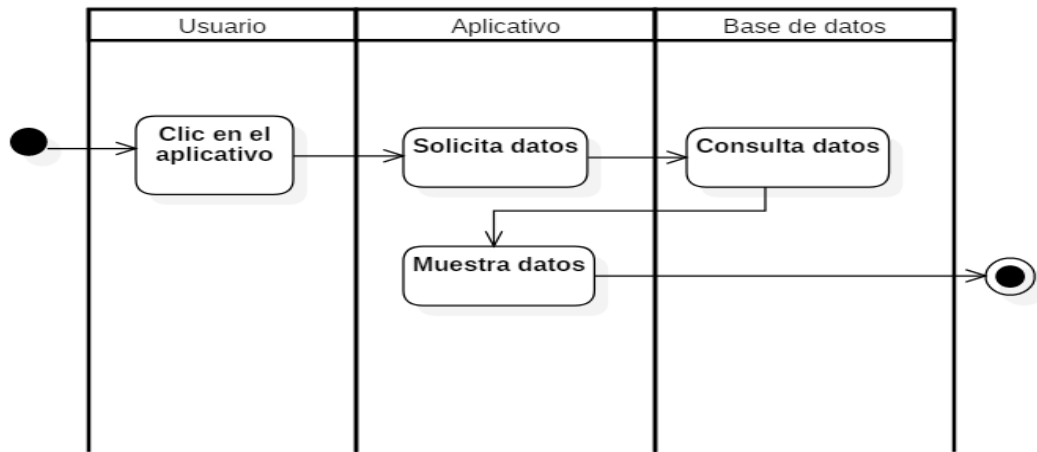 Usuario
Aplicativo
Base de datos
Clic en el
aplicativo
Solicita datos
Consulta datos
Muestra datos